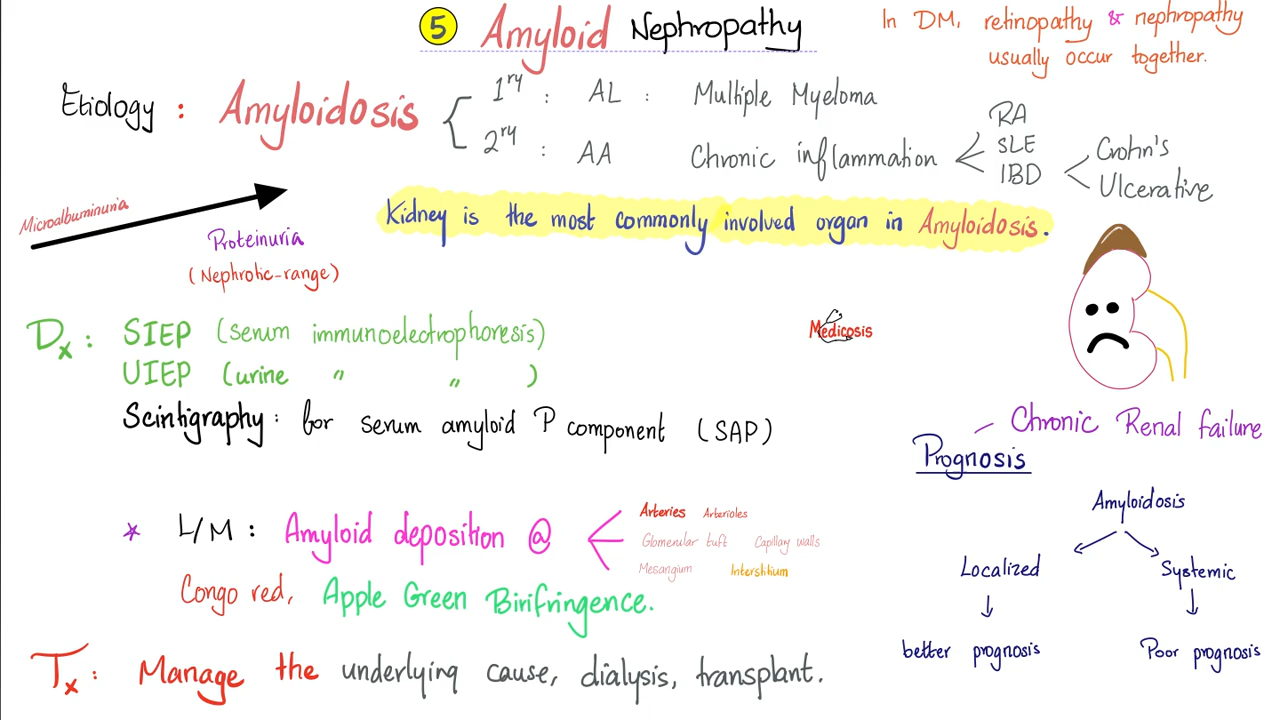 5 Amyloid Nephropathy
In DM, retinopathy & nephropathy
usually occur together.
Etiology : Amyloidosis
1ry : AL : Multiple Myeloma
2ry : AA Chronic inflammation
RA
SLE
IBD
Crohn's
Ulcerative
Microalbuminuria
Proteinuria
(Nephrotic-range)
Kidney is the most commonly involved organ in Amyloidosis.
Dx : SIEP (serum immunoelectrophoresis)
UIEP (urine " " )
Scintigraphy : for serum amyloid P component (SAP)
Medicosis
Chronic Renal failure
Prognosis
Amyloidosis
Localized Systemic
better prognosis Poor prognosis
* L/M : Amyloid deposition @
Arteries Arterioles
Glomerular tuft Capillary walls
Mesangium Interstitium
Congo red, Apple Green Birifringence.
Tx : Manage the underlying cause, dialysis, transplant.